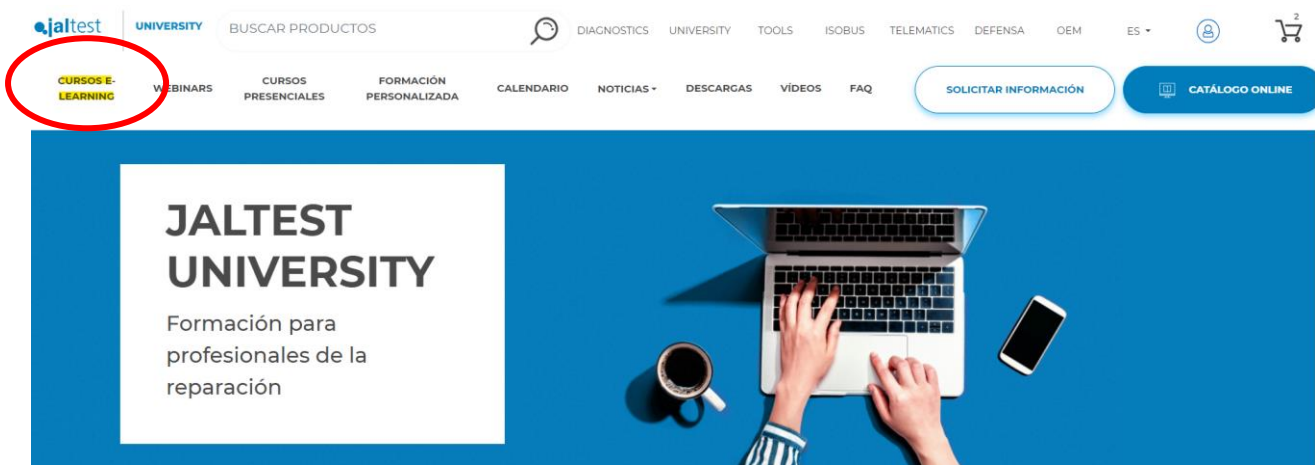 jaltest UNIVERSITY BUSCAR PRODUCTOS DIAGNOSTICS UNIVERSITY TOOLS ISOBUS TELEMATICS DEFENSA OEM ES 2
CURSOS E-
LEARNING
WEBINARS
CURSOS
PRESENCIALES
FORMACIÓN
PERSONALIZADA
CALENDARIO NOTICIAS DESCARGAS VÍDEOS FAQ SOLICITAR INFORMACIÓN CATÁLOGO ONLINE
JALTEST
UNIVERSITY
Formación para
profesionales de la
reparación